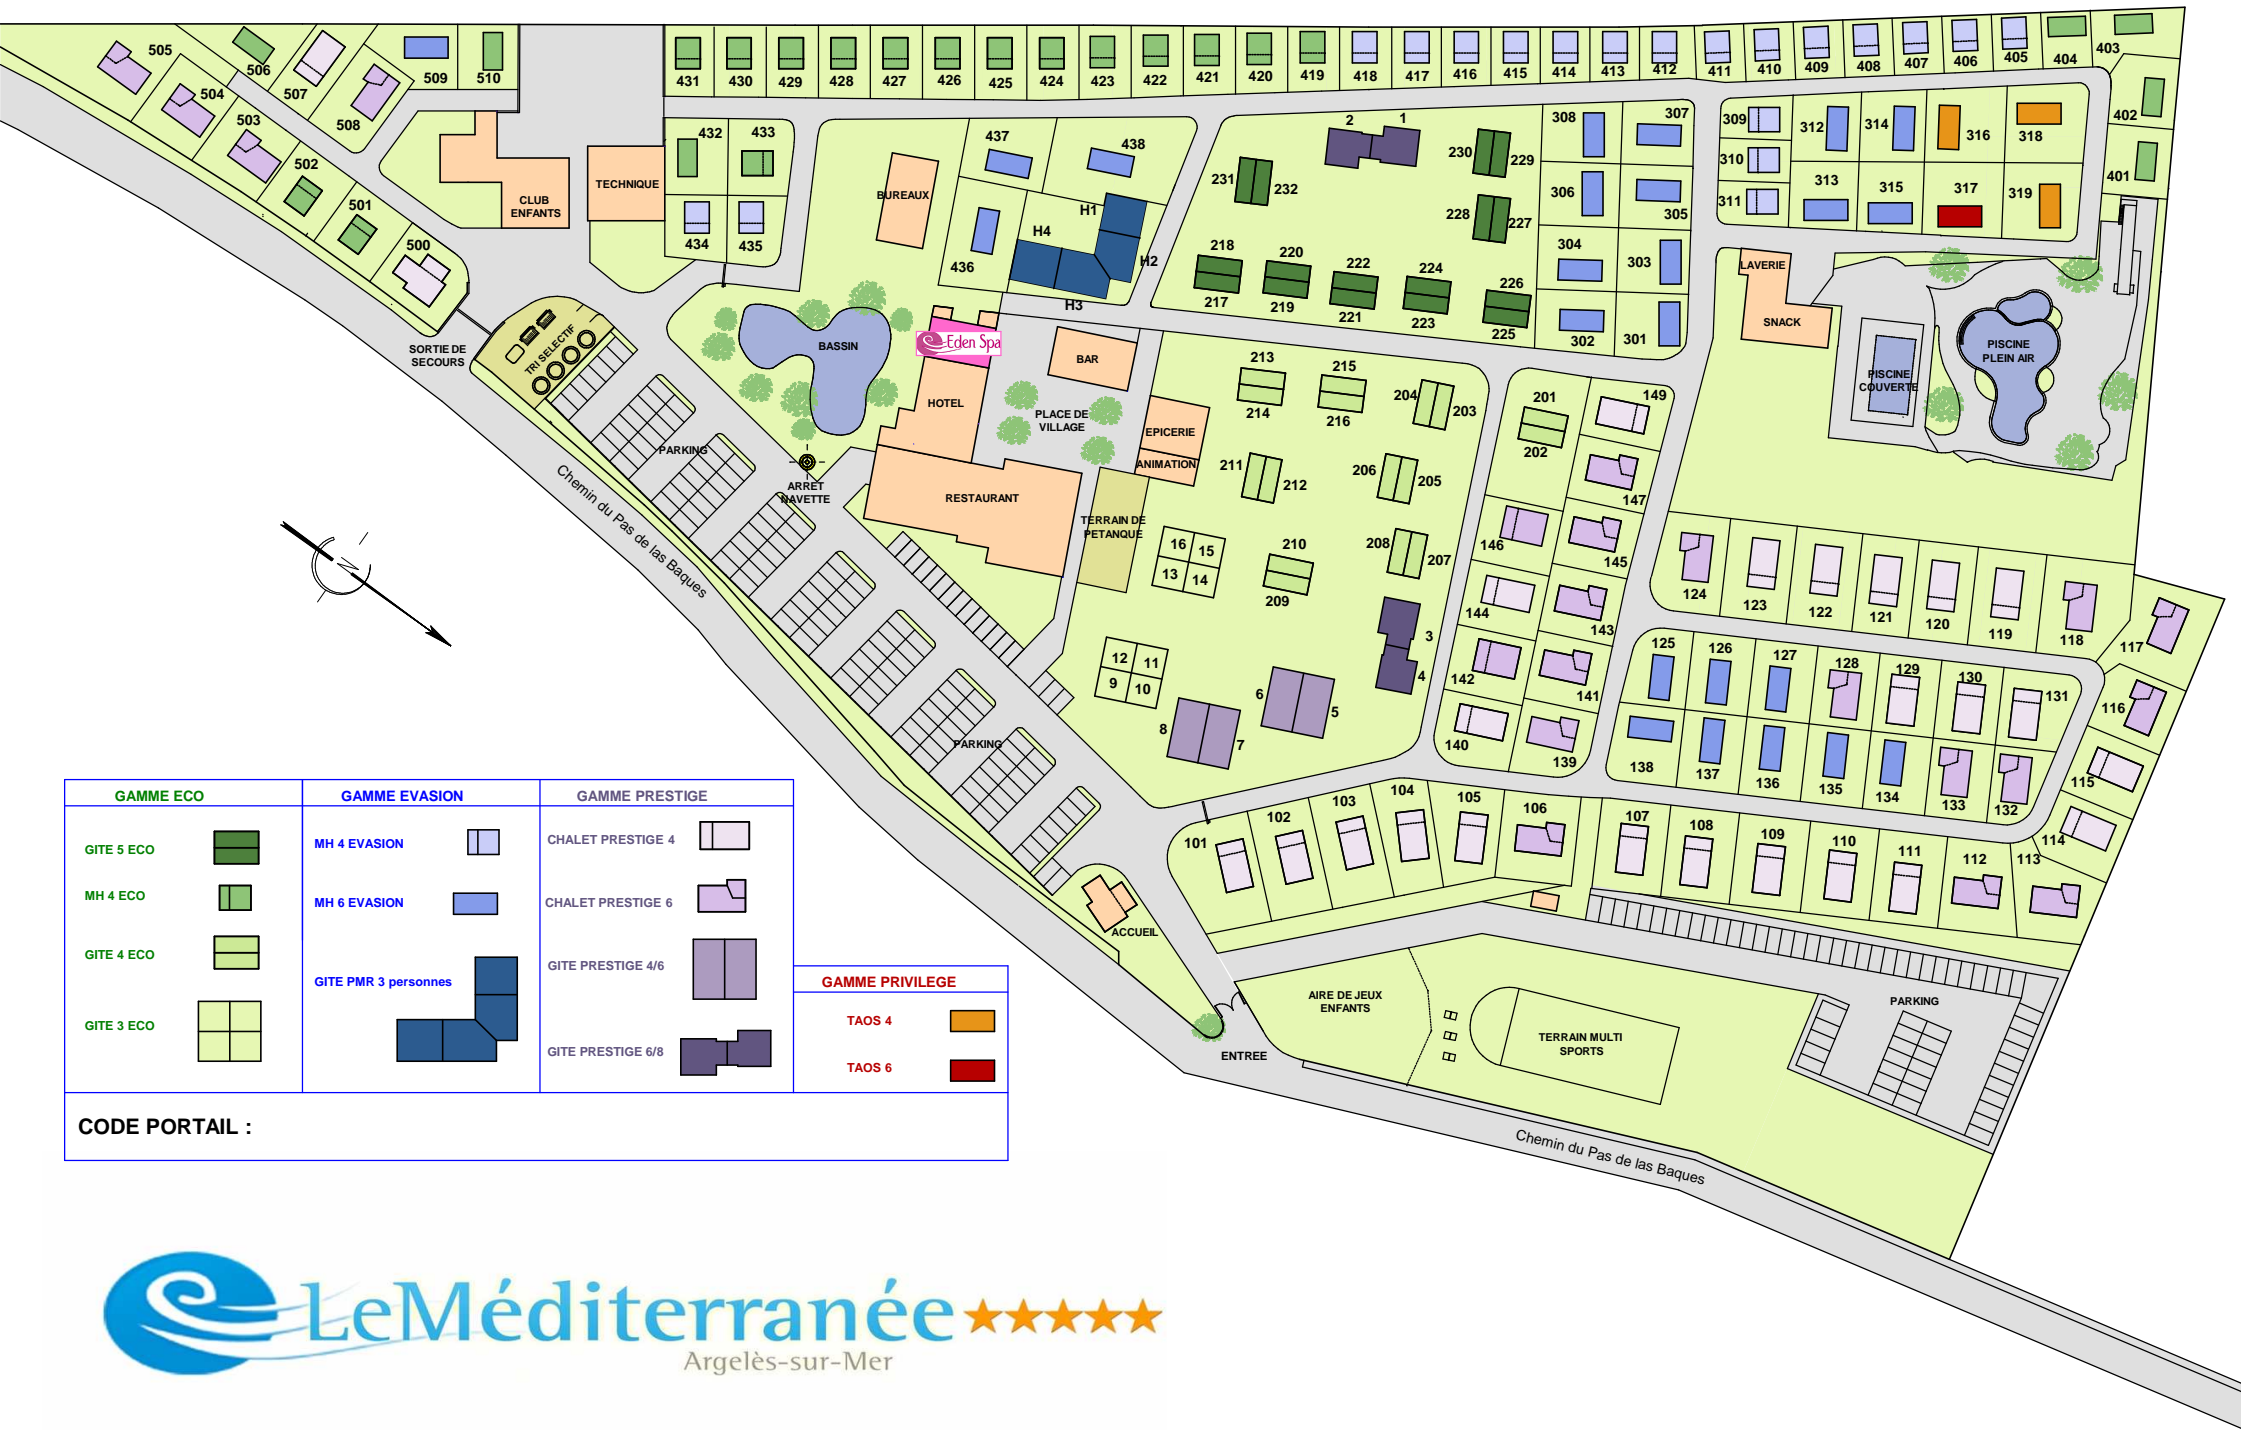 505
506
507
509
510
504
508
503
502
501
500
431
430
429
428
427
426
425
424
423
422
421
420
419
418
417
416
415
414
413
412
411
410
409
408
407
406
405
404
403
402
401
CLUB
ENFANTS
TECHNIQUE
432
433
434
435
BUREAUX
437
438
436
H1
H4
H2
H3
2
1
231
232
230
229
228
227
218
220
222
224
226
217
219
221
223
225
308
307
306
305
304
303
302
301
309
310
311
312
314
316
318
313
315
317
319
LAVERIE
SNACK
PISCINE
COUVERTE
PISCINE
PLEIN AIR
SORTIE DE
SECOURS
TRI SELECTIF
BASSIN
Eden Spa
BAR
HOTEL
PLACE DE
VILLAGE
EPICERIE
ANIMATION
RESTAURANT
TERRAIN DE
PETANQUE
ARRET
NAVETTE
PARKING
Chemin du Pas de las Baques
N
213
214
215
216
204
203
211
212
206
205
210
209
208
207
16
15
13
14
12
11
9
10
3
4
6
5
8
7
201
202
149
147
146
145
144
143
142
141
140
139
124
123
122
121
120
119
118
117
125
126
127
128
129
130
131
116
138
137
136
135
134
133
132
115
114
PARKING
101
102
103
104
105
106
107
108
109
110
111
112
113
ACCUEIL
ENTREE
AIRE DE JEUX
ENFANTS
TERRAIN MULTI
SPORTS
PARKING
Chemin du Pas de las Baques
GAMME ECO
GITE 5 ECO
MH 4 ECO
GITE 4 ECO
GITE 3 ECO
GAMME EVASION
MH 4 EVASION
MH 6 EVASION
GITE PMR 3 personnes
GAMME PRESTIGE
CHALET PRESTIGE 4
CHALET PRESTIGE 6
GITE PRESTIGE 4/6
GITE PRESTIGE 6/8
GAMME PRIVILEGE
TAOS 4
TAOS 6
CODE PORTAIL :
LeMéditerranée
Argelès-sur-Mer